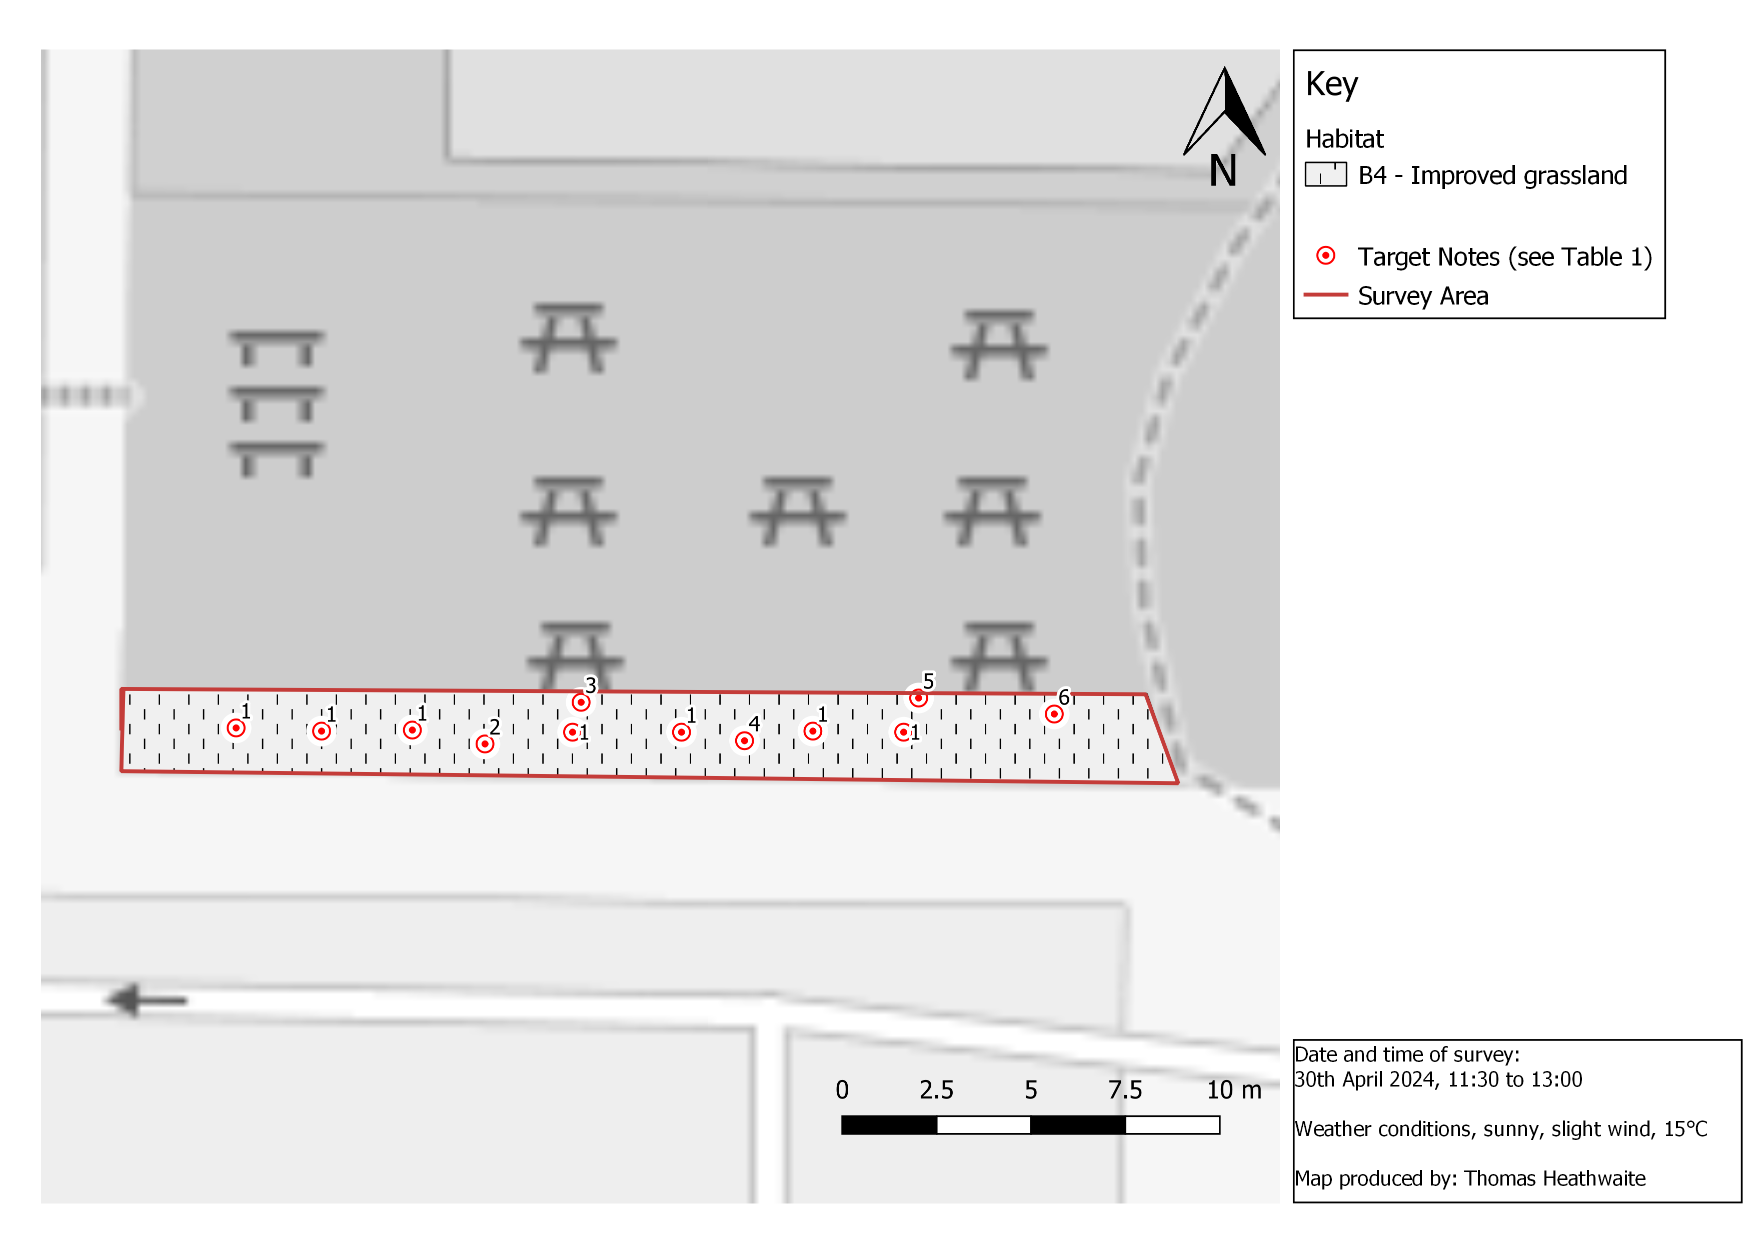 N
Key
Habitat
B4 - Improved grassland
Target Notes (see Table 1)
Survey Area
3
5
6
1
1
1
2
1
1
4
1
1
0 2.5 5 7.5 10 m
Date and time of survey:
30th April 2024, 11:30 to 13:00
Weather conditions, sunny, slight wind, 15°C
Map produced by: Thomas Heathwaite